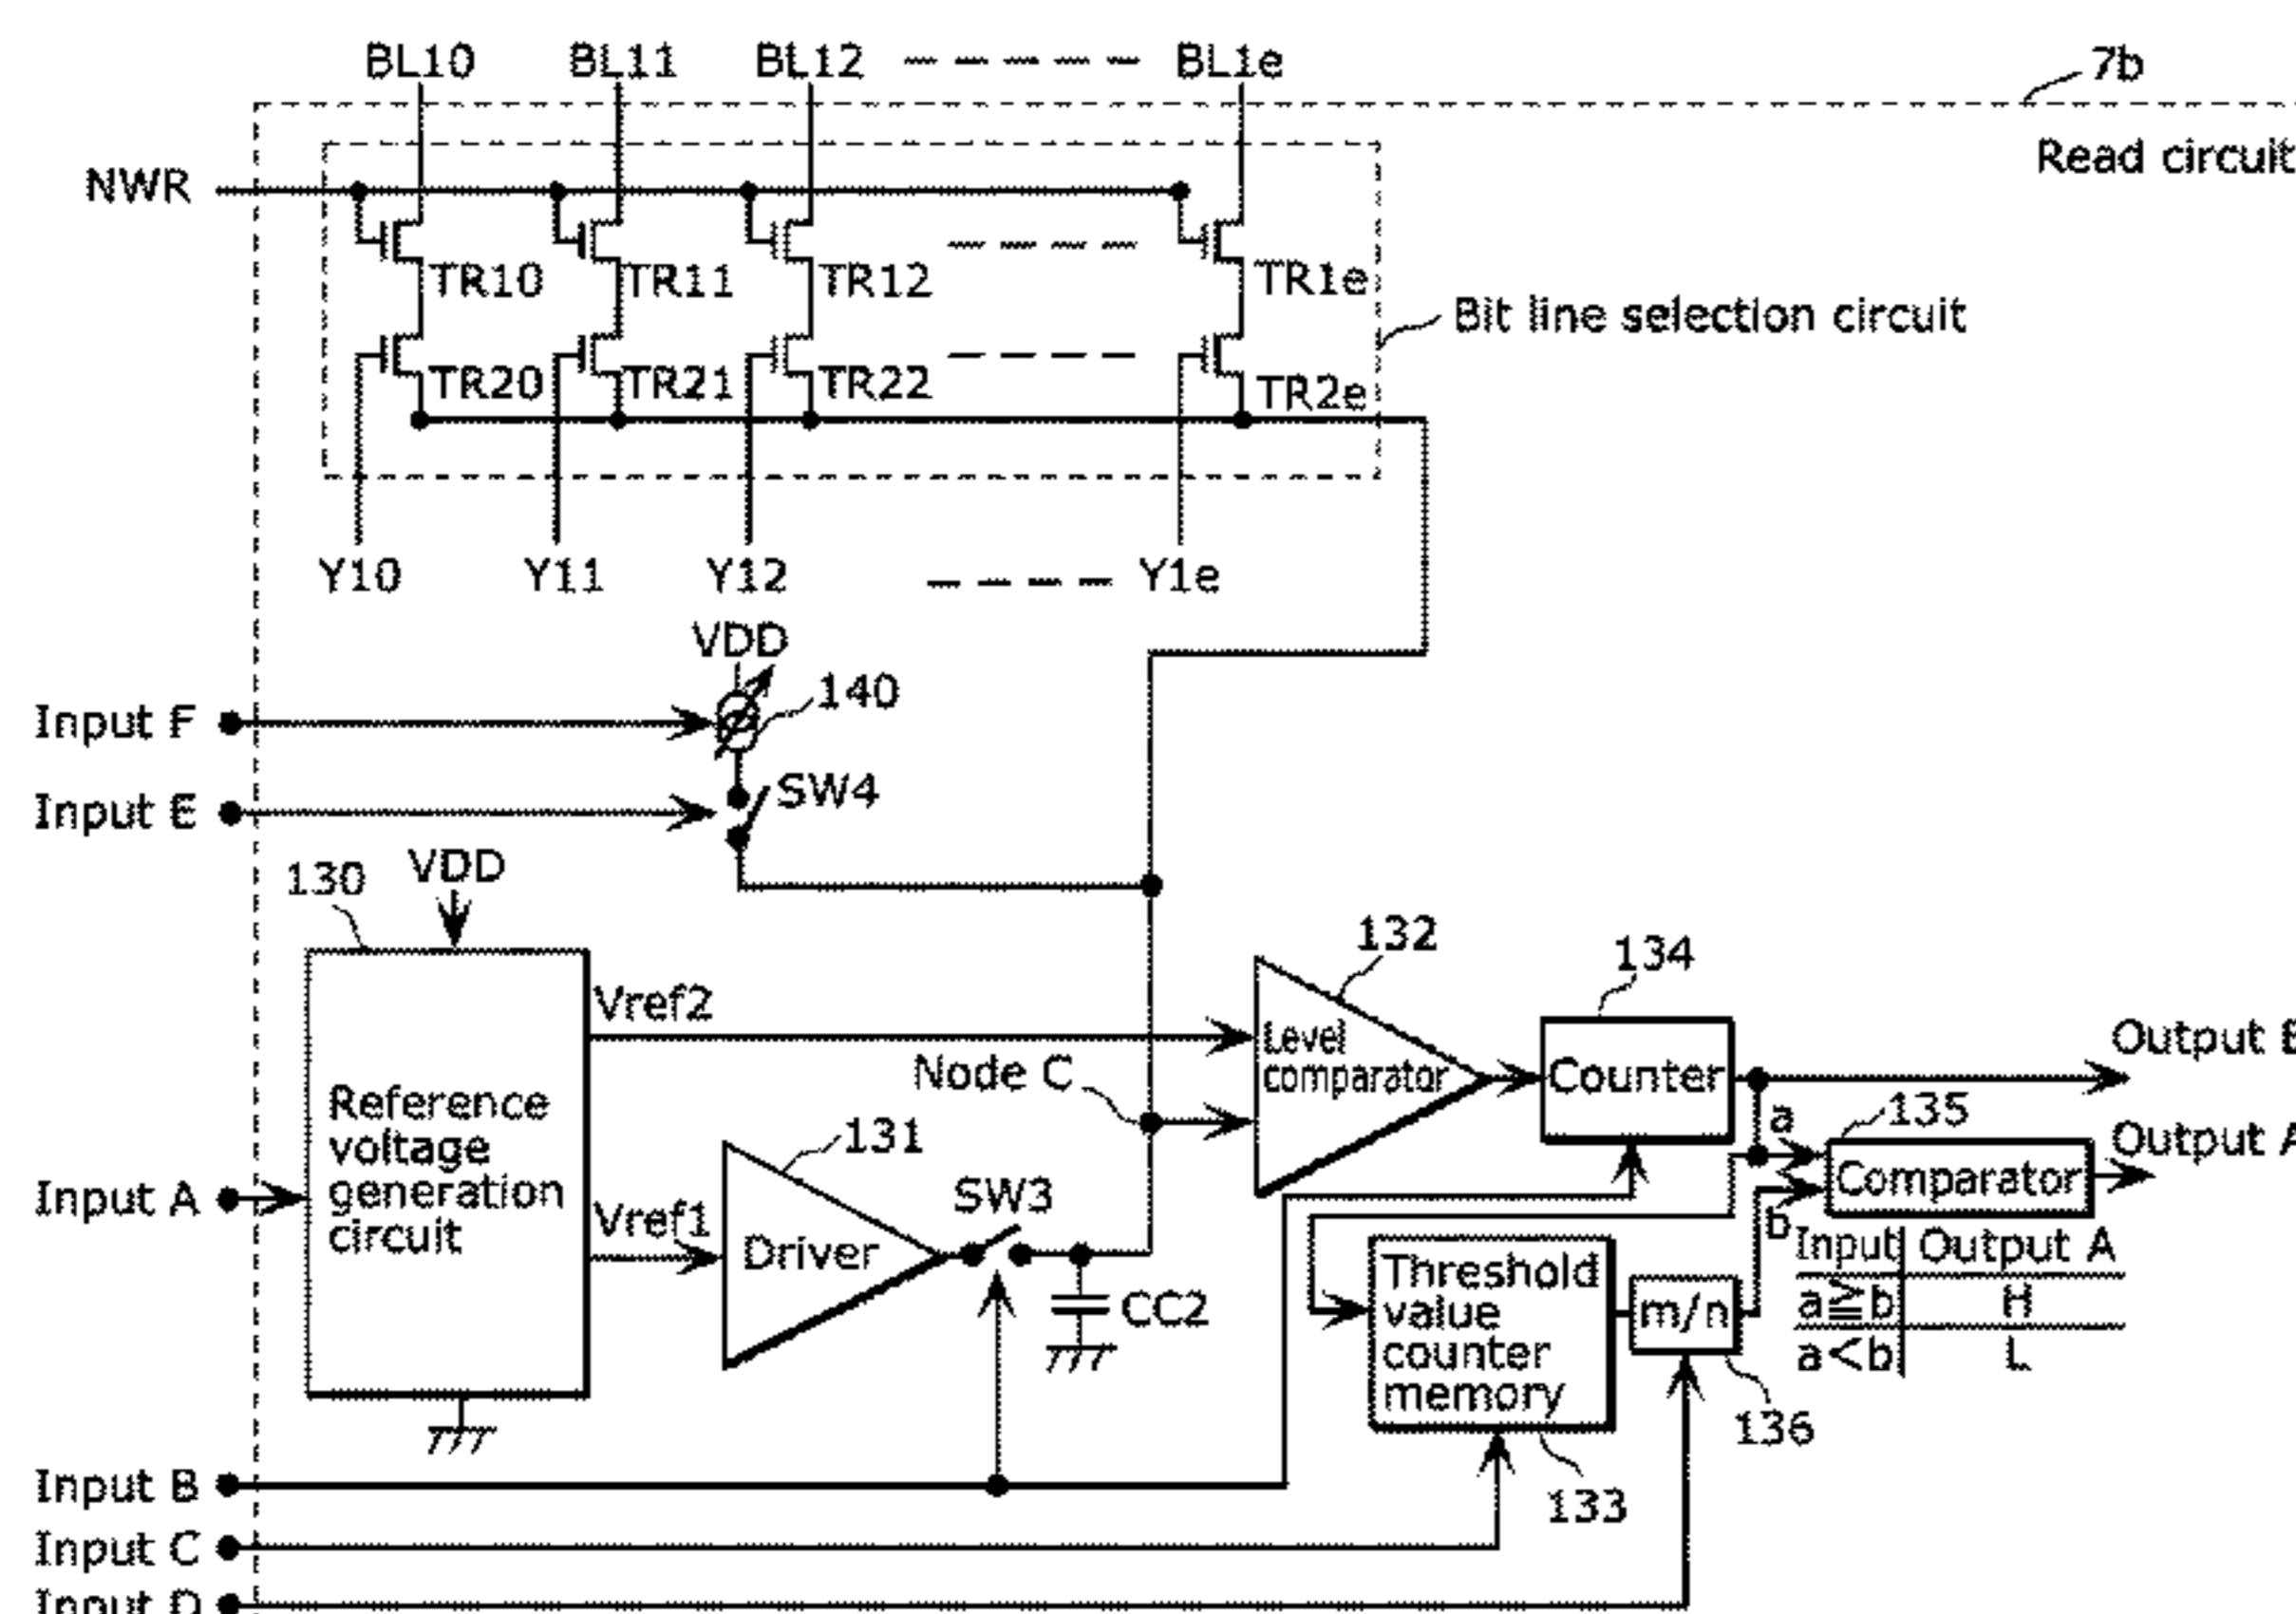 BL10 BL11 BL12 BL1e
7b
Read circuit
NWR
TR10 TR11 TR12 TR1e
Bit line selection circuit
TR20 TR21 TR22 TR2e
Y10 Y11 Y12 Y1e
VDD
140
Input F
SW4
Input E
130
VDD
132
134
Vref2
Level
comparator
Counter
Output B
Node C
a
135
Output A
131
Comparator
Reference
voltage
generation
circuit
Input A
SW3
Vref1
Driver
b
Input Output A
a≧b H
a<b L
CC2
Threshold
value
counter
memory
m/n
136
133
Input B
Input C
Input D